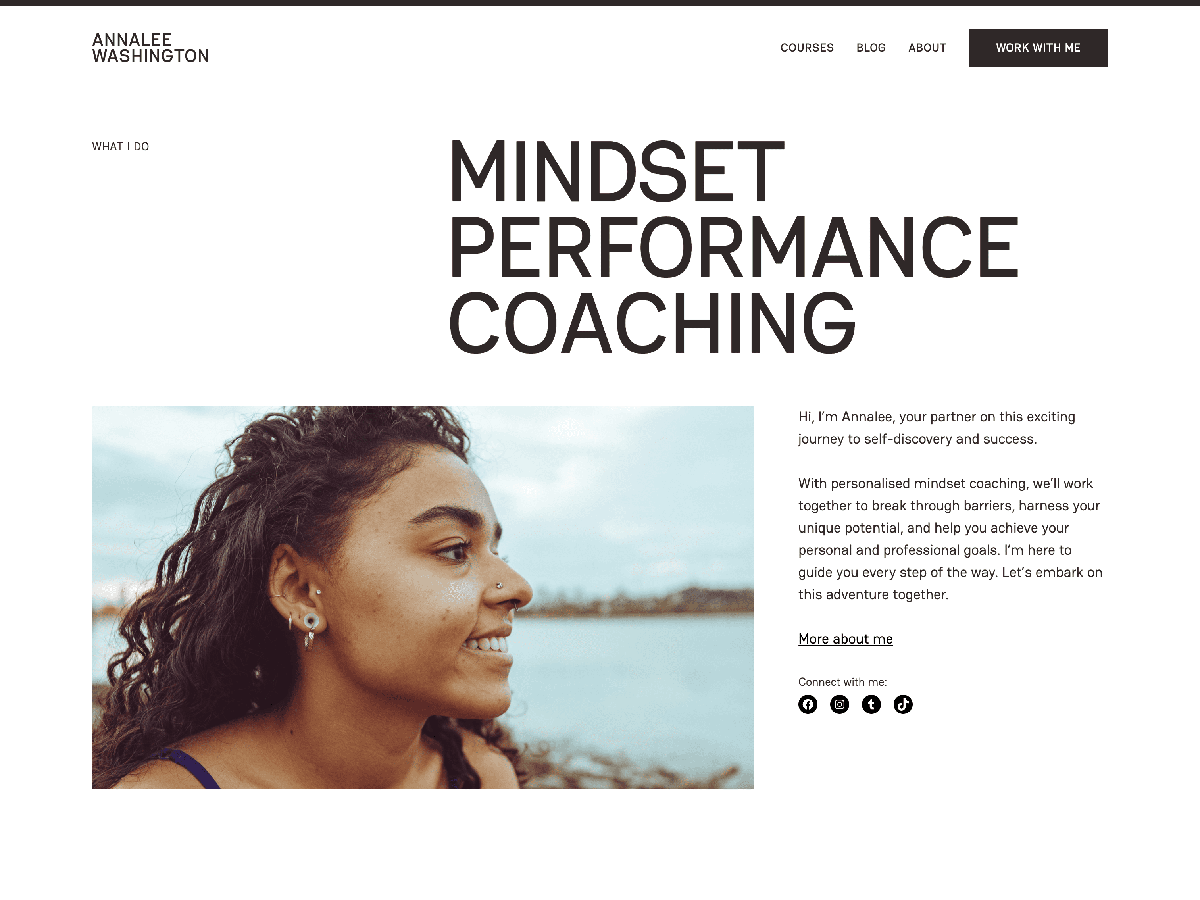 ANNALEE
WASHINGTON
COURSES BLOG ABOUT WORK WITH ME
WHAT I DO
MINDSET
PERFORMANCE
COACHING
Hi, I’m Annalee, your partner on this exciting
journey to self-discovery and success.
With personalised mindset coaching, we’ll work
together to break through barriers, harness your
unique potential, and help you achieve your
personal and professional goals. I’m here to
guide you every step of the way. Let’s embark on
this adventure together.
More about me
Connect with me: